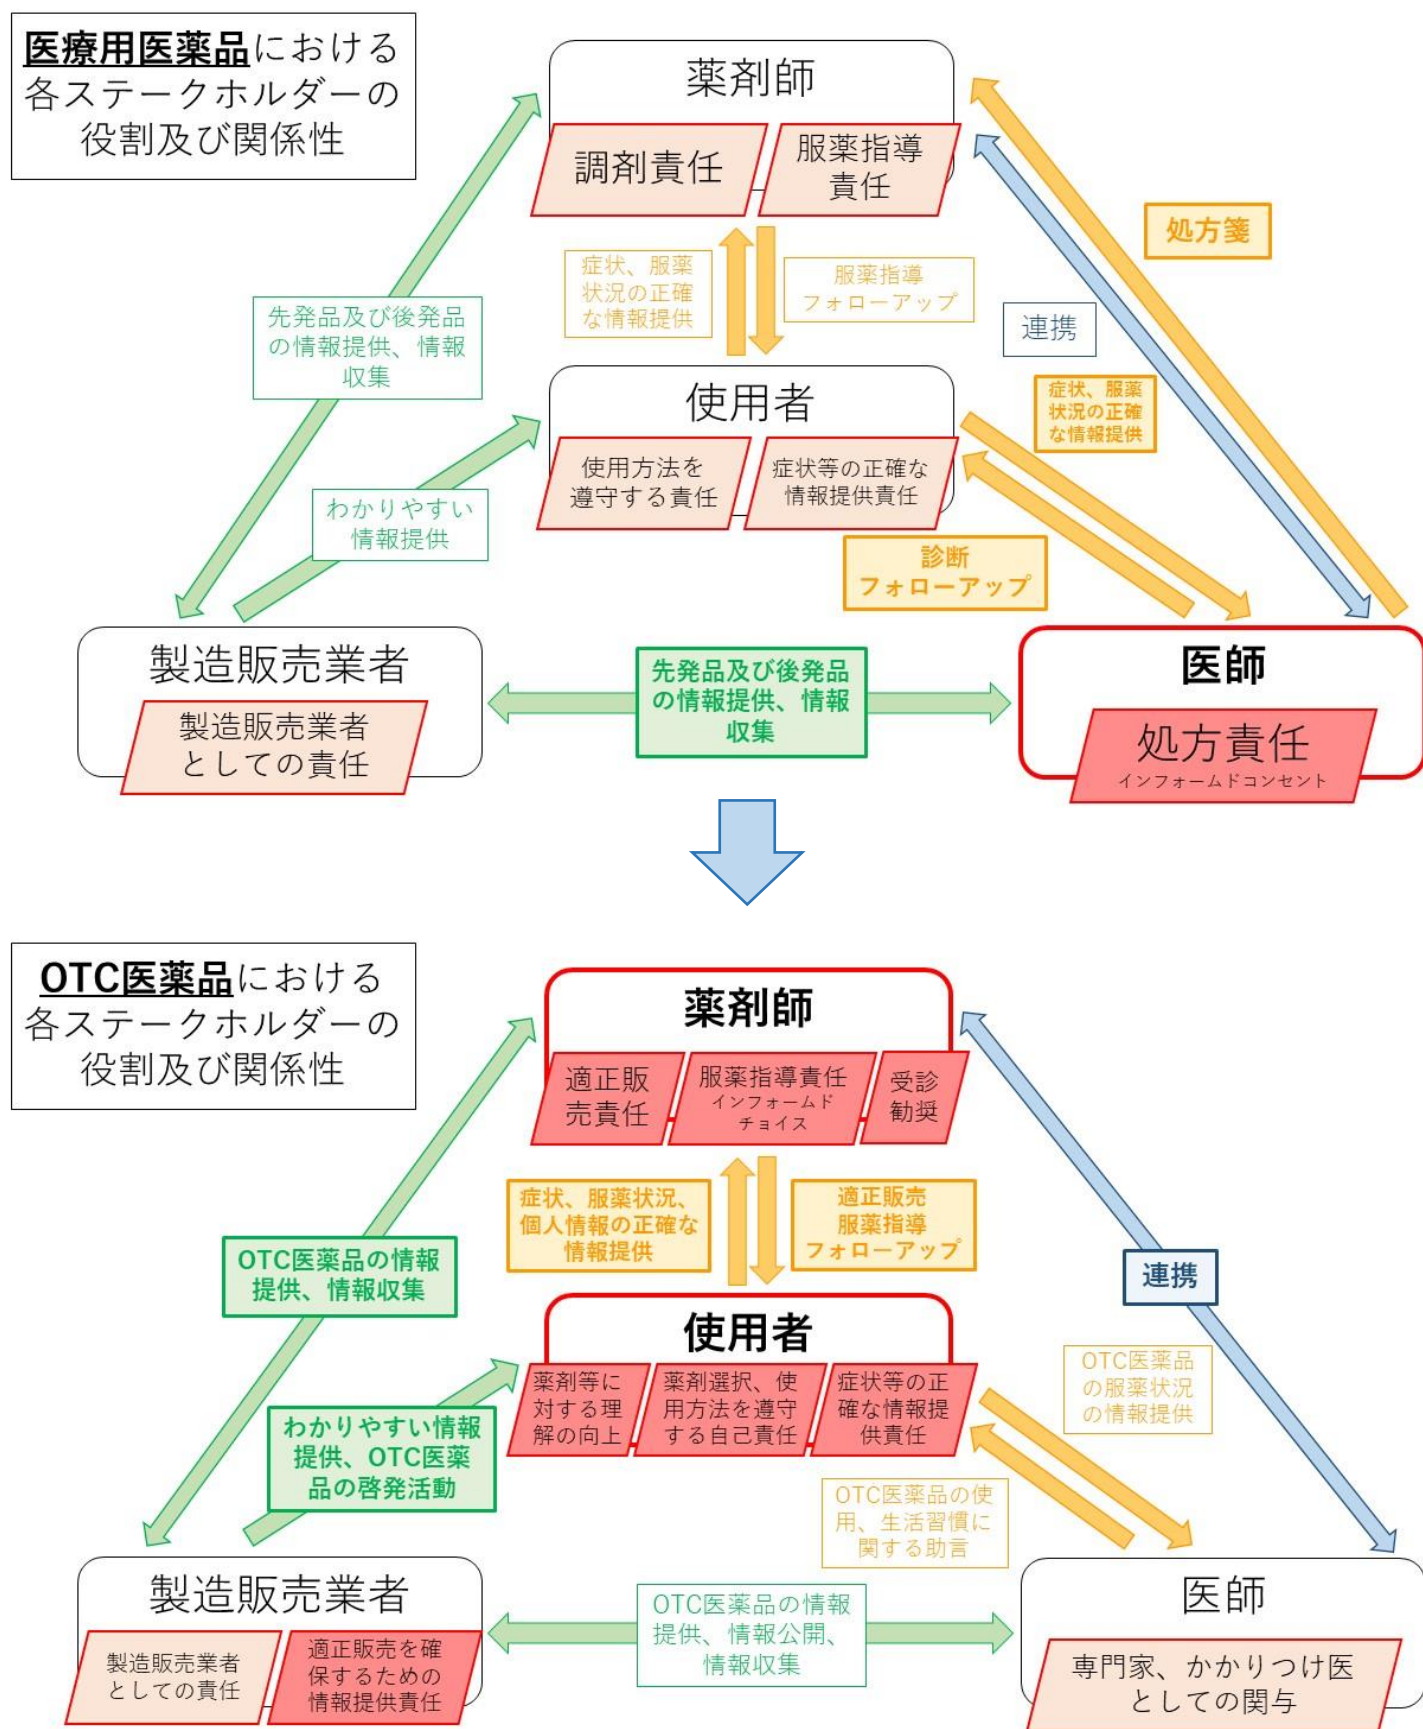 医療用医薬品における
各ステークホルダーの
役割及び関係性
薬剤師
調剤責任
服薬指導
責任
処方箋
症状、服薬
状況の正確
な情報提供
服薬指導
フォローアップ
先発品及び後発品
の情報提供、情報
収集
連携
使用者
症状、服薬
状況の正確
な情報提供
使用方法を
遵守する責任
症状等の正確な
情報提供責任
わかりやすい
情報提供
診断
フォローアップ
製造販売業者
製造販売業者
としての責任
先発品及び後発品
の情報提供、情報
収集
医師
処方責任
インフォームドコンセント
OTC医薬品における
各ステークホルダーの
役割及び関係性
薬剤師
適正販
売責任
服薬指導責任
インフォームド
チョイス
受診
勧奨
症状、服薬状況、
個人情報の正確な
情報提供
適正販売
服薬指導
フォローアップ
OTC医薬品の情報
提供、情報収集
連携
使用者
薬剤等に
対する理
解の向上
薬剤選択、使
用方法を遵守
する自己責任
症状等の正
確な情報提
供責任
OTC医薬品
の服薬状況
の情報提供
わかりやすい情報
提供、OTC医薬
品の啓発活動
OTC医薬品の使
用、生活習慣に
関する助言
製造販売業者
製造販売業者
としての責任
適正販売を確
保するための
情報提供責任
OTC医薬品の情報
提供、情報公開、
情報収集
医師
専門家、かかりつけ医
としての関与